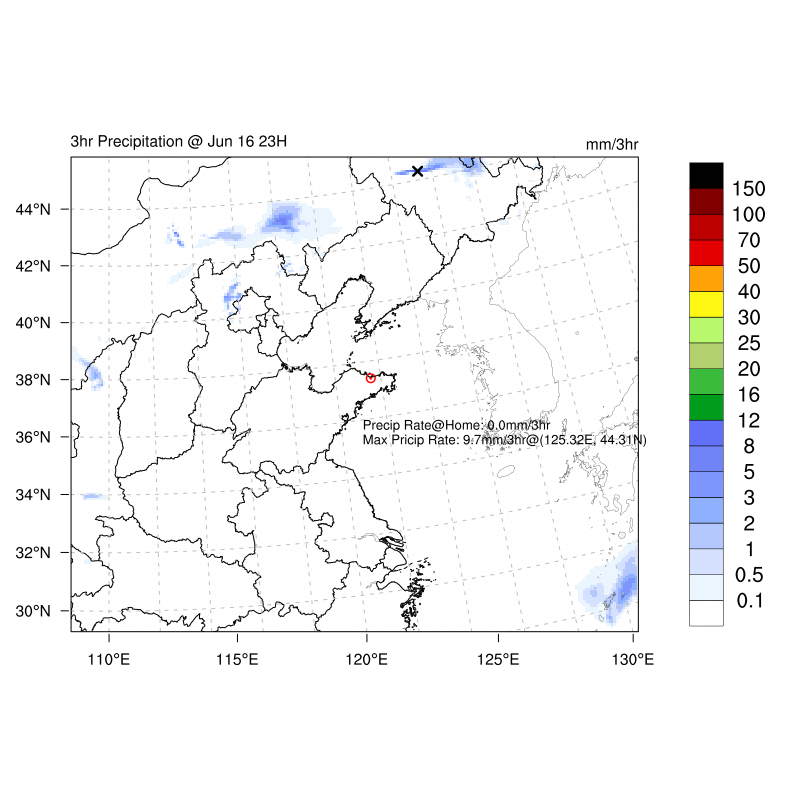 3hr Precipitation @ Jun 16 23H
mm/3hr
44°N
42°N
40°N
38°N
36°N
34°N
32°N
30°N
110°E
115°E
120°E
125°E
130°E
Precip Rate@Home: 0.0mm/3hr
Max Pricip Rate: 9.7mm/3hr@(125.32E, 44.31N)
150
100
70
50
40
30
25
20
16
12
8
5
3
2
1
0.5
0.1